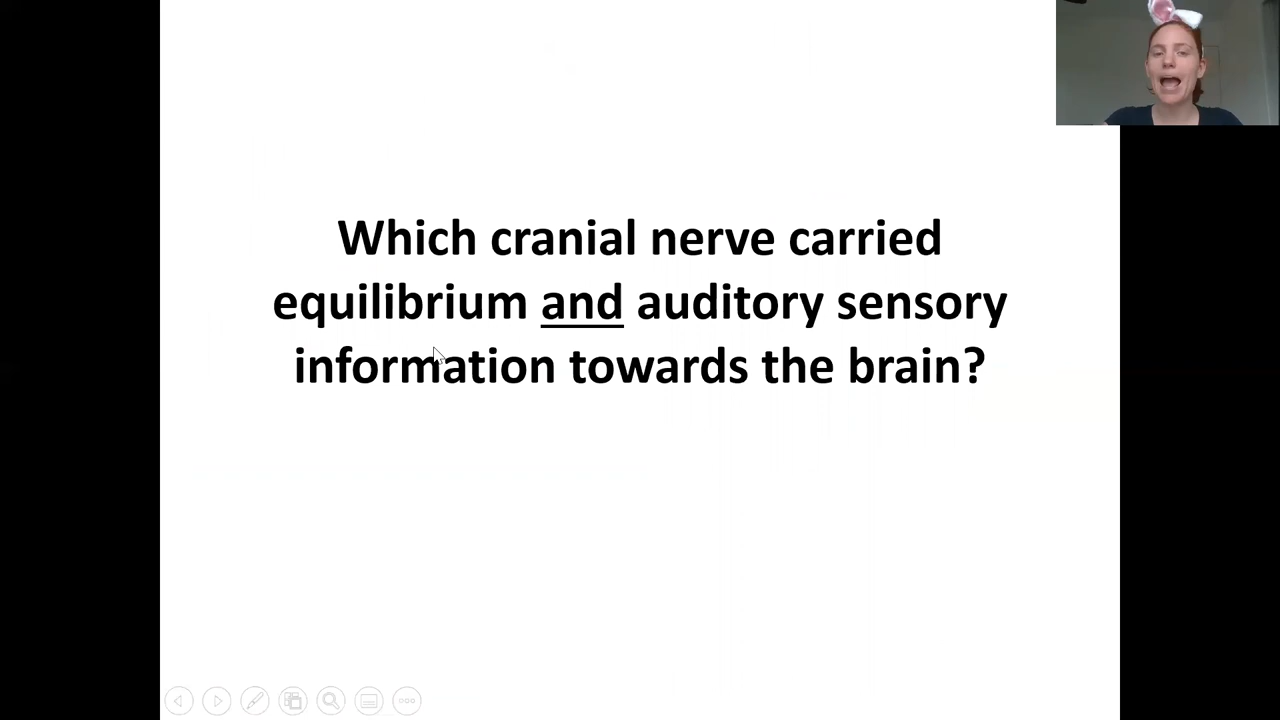 Which cranial nerve carried
equilibrium and auditory sensory
information towards the brain?